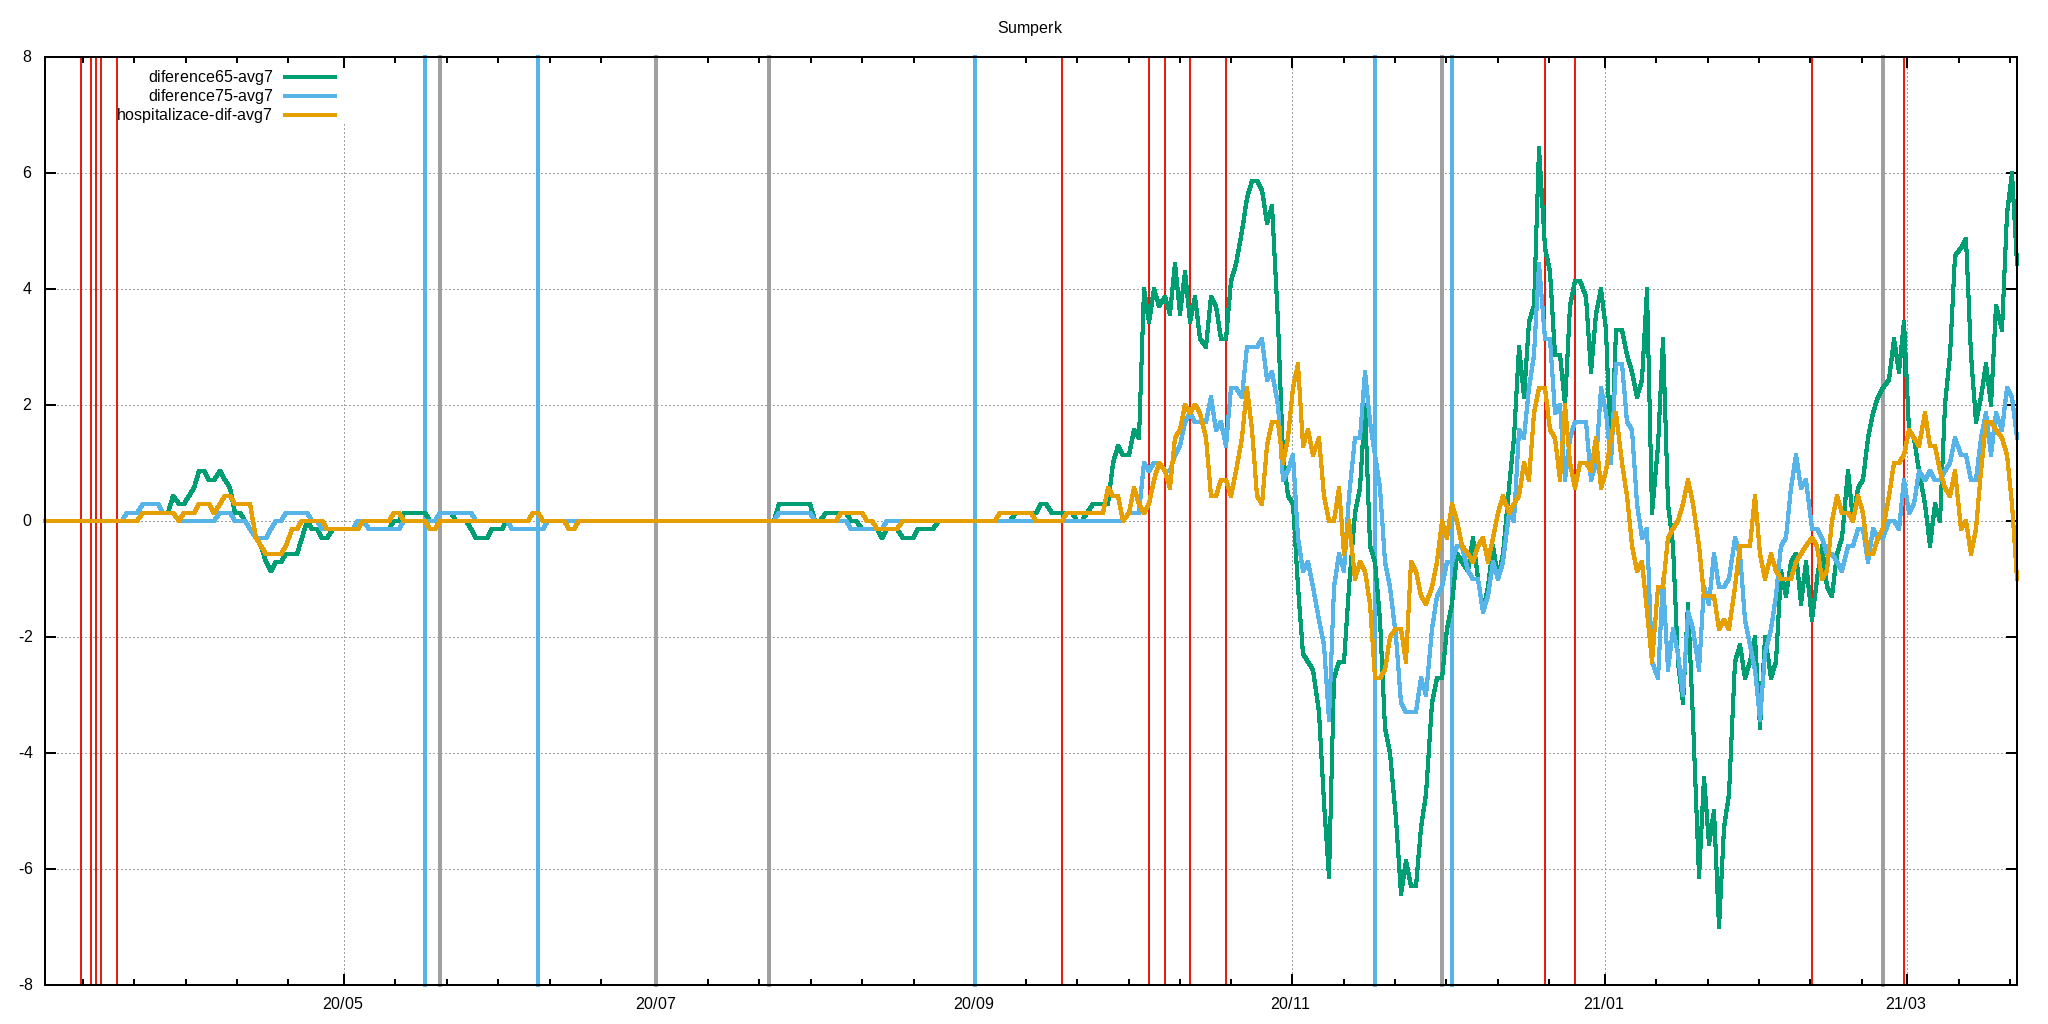 Sumperk
8
diference65-avg7
diference75-avg7
hospitalizace-dif-avg7
6
4
2
0
-2
-4
-6
-8
20/05 20/07 20/09 20/11 21/01 21/03